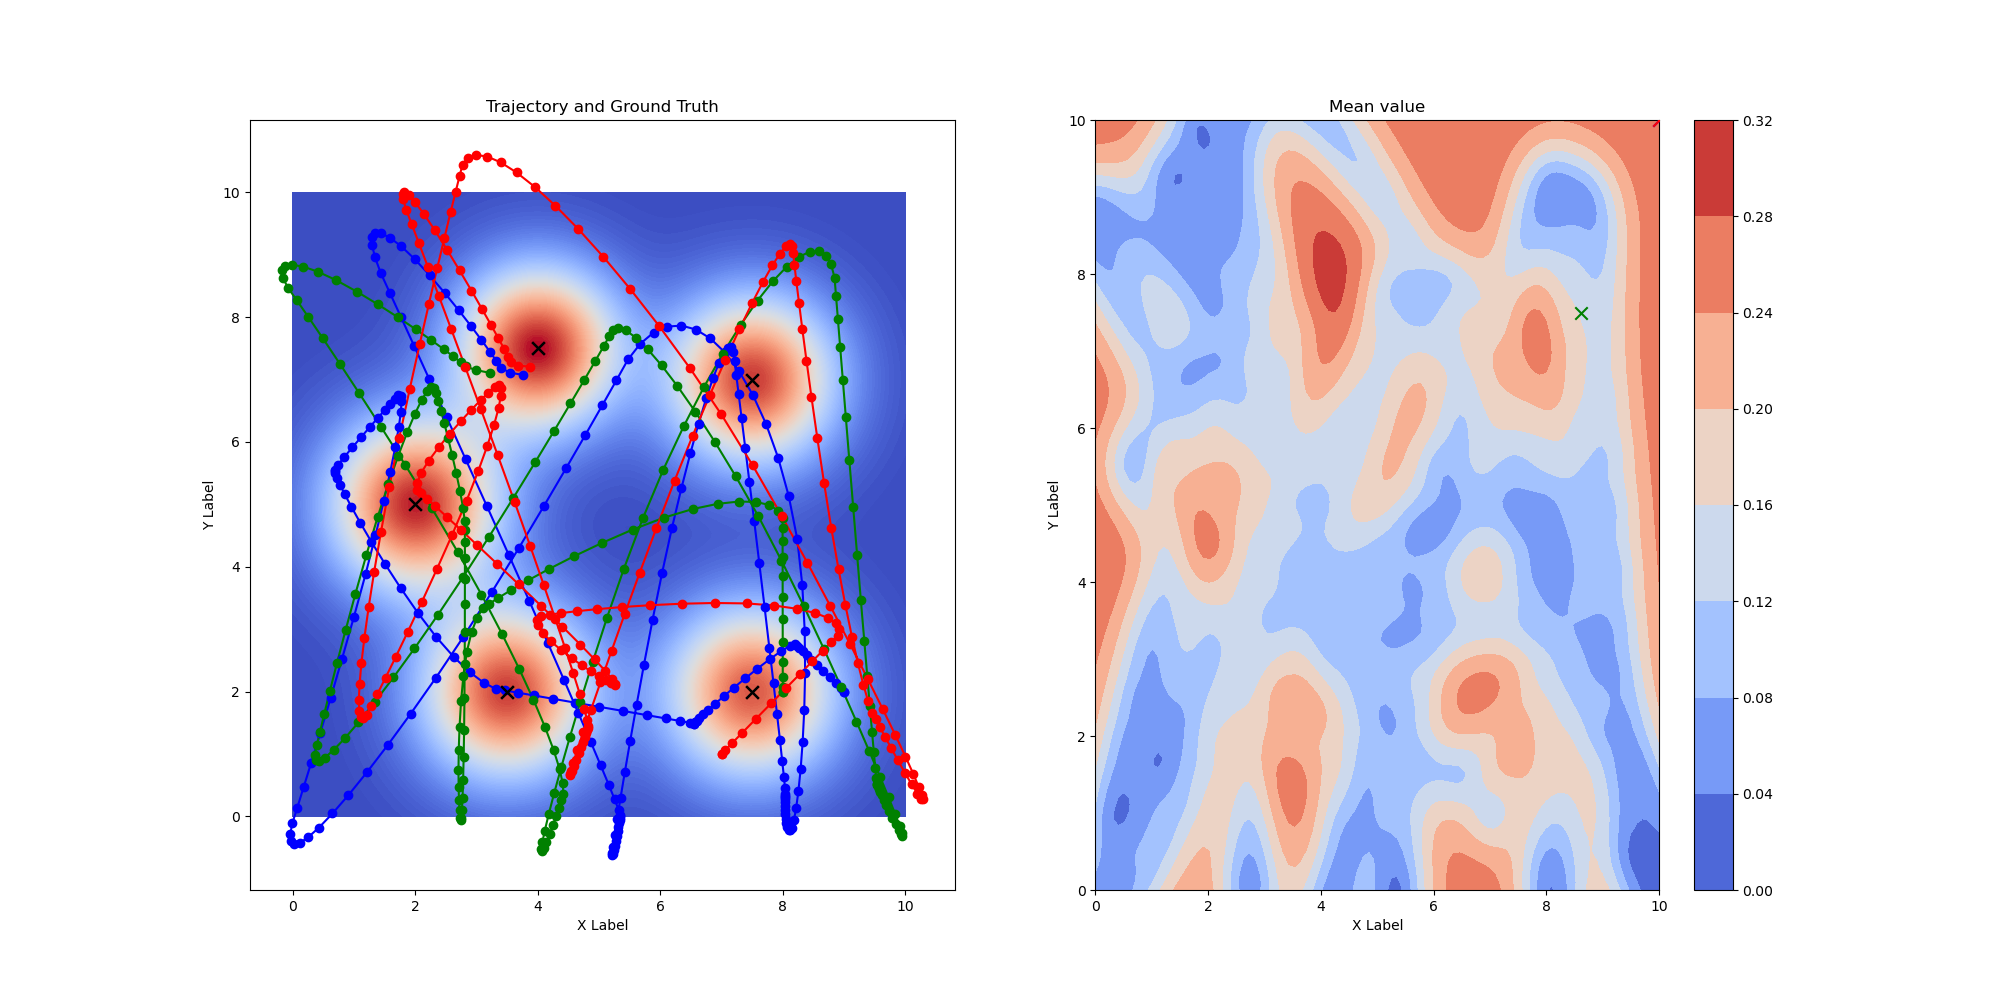 Trajectory and Ground Truth
Y Label
10
8
6
4
2
0
0 2 4 6 8 10
X Label
Mean value
Y Label
10
8
6
4
2
0
0 2 4 6 8 10
X Label
0.32
0.28
0.24
0.20
0.16
0.12
0.08
0.04
0.00